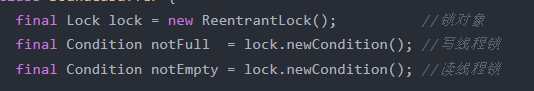 final Lock lock = new ReentrantLock();          //锁对象
final Condition notFull  = lock.newCondition(); //写线程锁
final Condition notEmpty = lock.newCondition(); //读线程锁